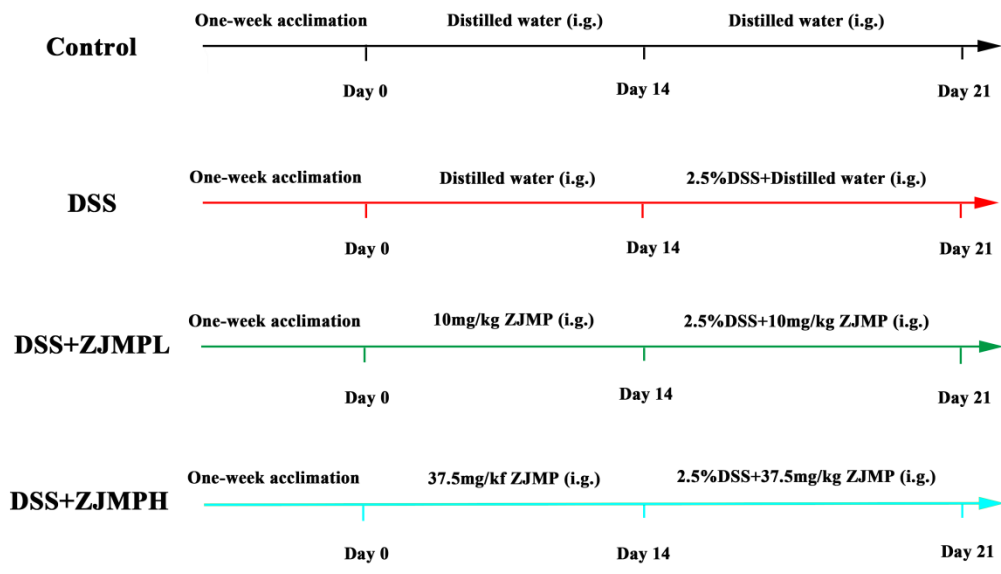 One-week acclimation Distilled water (i.g.) Distilled water (i.g.)
Control
Day 0 Day 14 Day 21
One-week acclimation Distilled water (i.g.) 2.5%DSS+Distilled water (i.g.)
DSS
Day 0 Day 14 Day 21
One-week acclimation 10mg/kg ZJMP (i.g.) 2.5%DSS+10mg/kg ZJMP (i.g.)
DSS+ZJMPL
Day 0 Day 14 Day 21
One-week acclimation 37.5mg/kf ZJMP (i.g.) 2.5%DSS+37.5mg/kg ZJMP (i.g.)
DSS+ZJMPH
Day 0 Day 14 Day 21